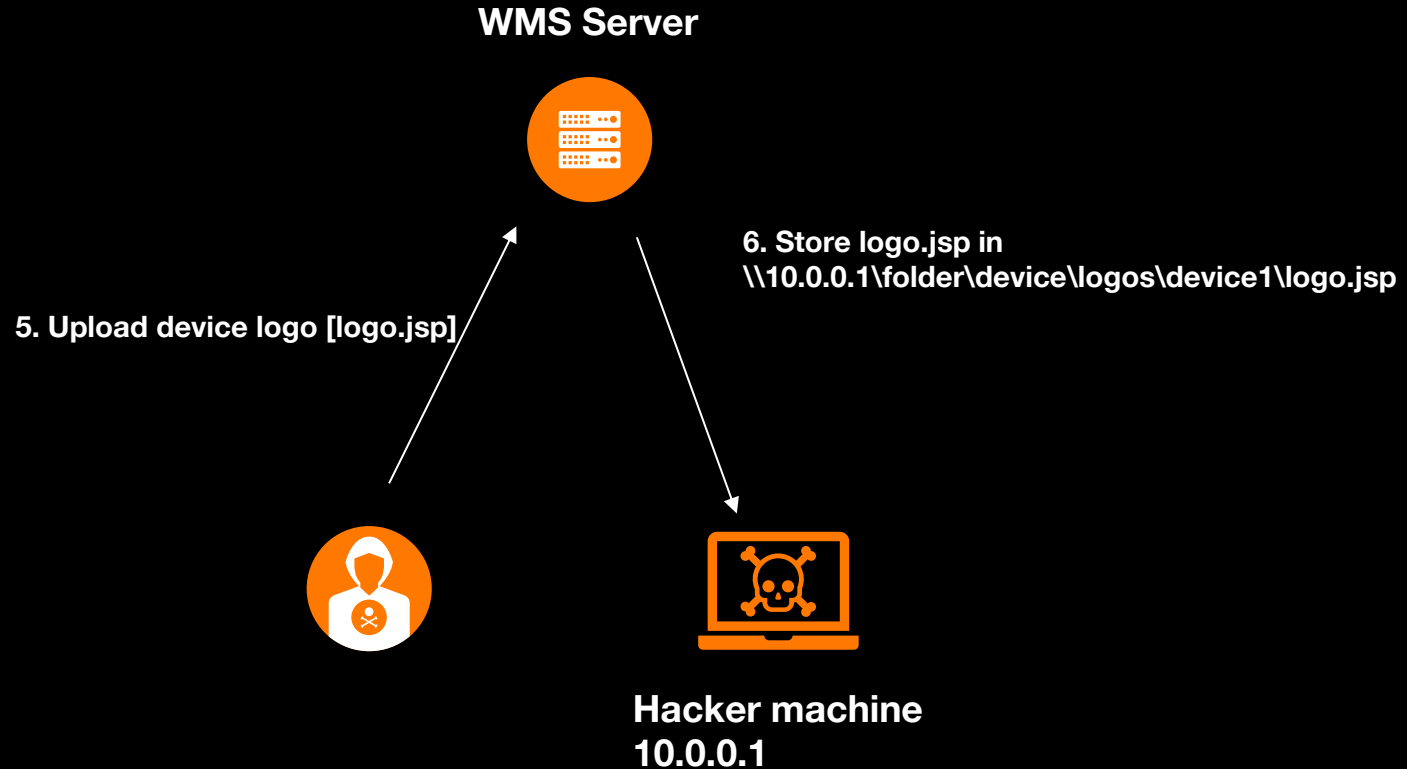 WMS Server
6. Store logo.jsp in
\\10.0.0.1\folder\device\logos\device1\logo.jsp
5. Upload device logo [logo.jsp]
Hacker machine
10.0.0.1